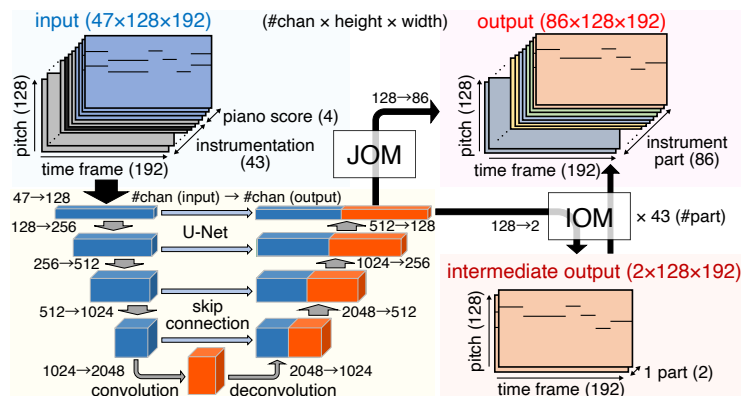 input (47×128×192)
(#chan × height × width)
output (86×128×192)
pitch (128)
piano score (4)
instrumentation
(43)
time frame (192)
128→86
JOM
pitch (128)
time frame (192)
instrument
part (86)
47→128
#chan (input) → #chan (output)
128→256
U-Net
512→128
128→2
IOM
× 43 (#part)
256→512
1024→256
intermediate output (2×128×192)
512→1024
skip
connection
2048→512
pitch (128)
1 part (2)
time frame (192)
1024→2048
2048→1024
convolution
deconvolution